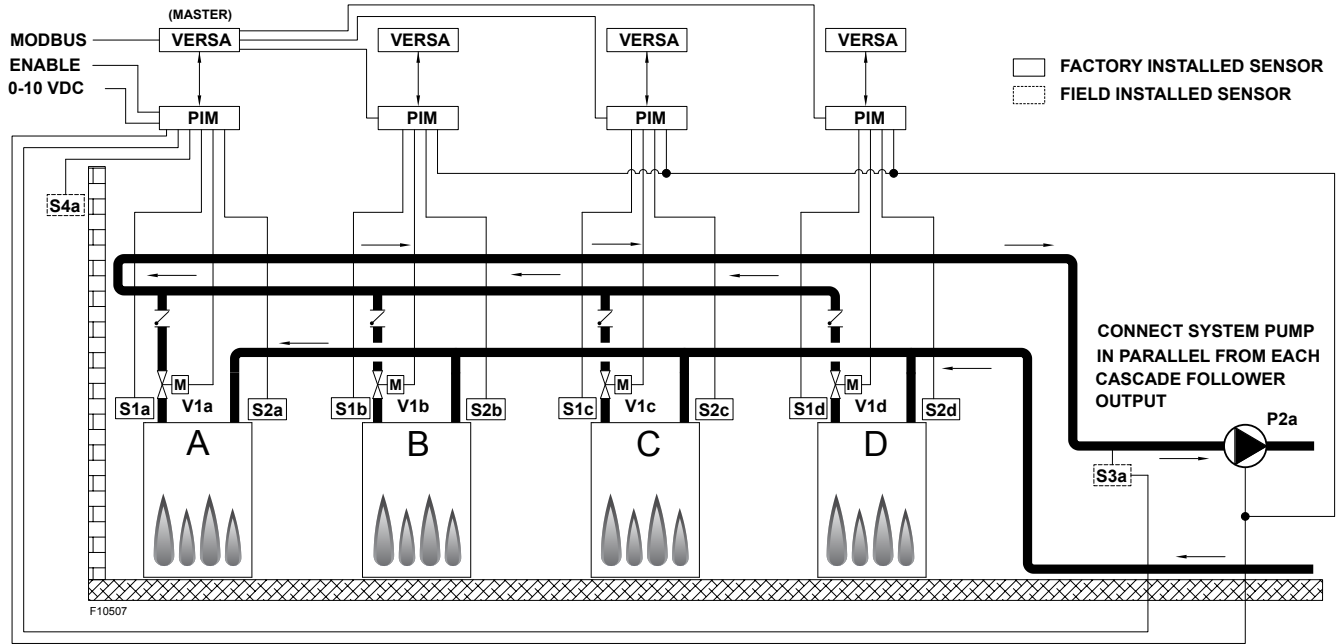 (MASTER)
MODBUS
VERSA
VERSA
VERSA
VERSA
ENABLE
0-10 VDC
FACTORY INSTALLED SENSOR
FIELD INSTALLED SENSOR
PIM
PIM
PIM
PIM
S4a
CONNECT SYSTEM PUMP
IN PARALLEL FROM EACH
CASCADE FOLLOWER
OUTPUT
P2a
M
M
M
M
S1a
V1a
S2a
S1b
V1b
S2b
S1c
V1c
S2c
S1d
V1d
S2d
A
B
C
D
S3a
F10507